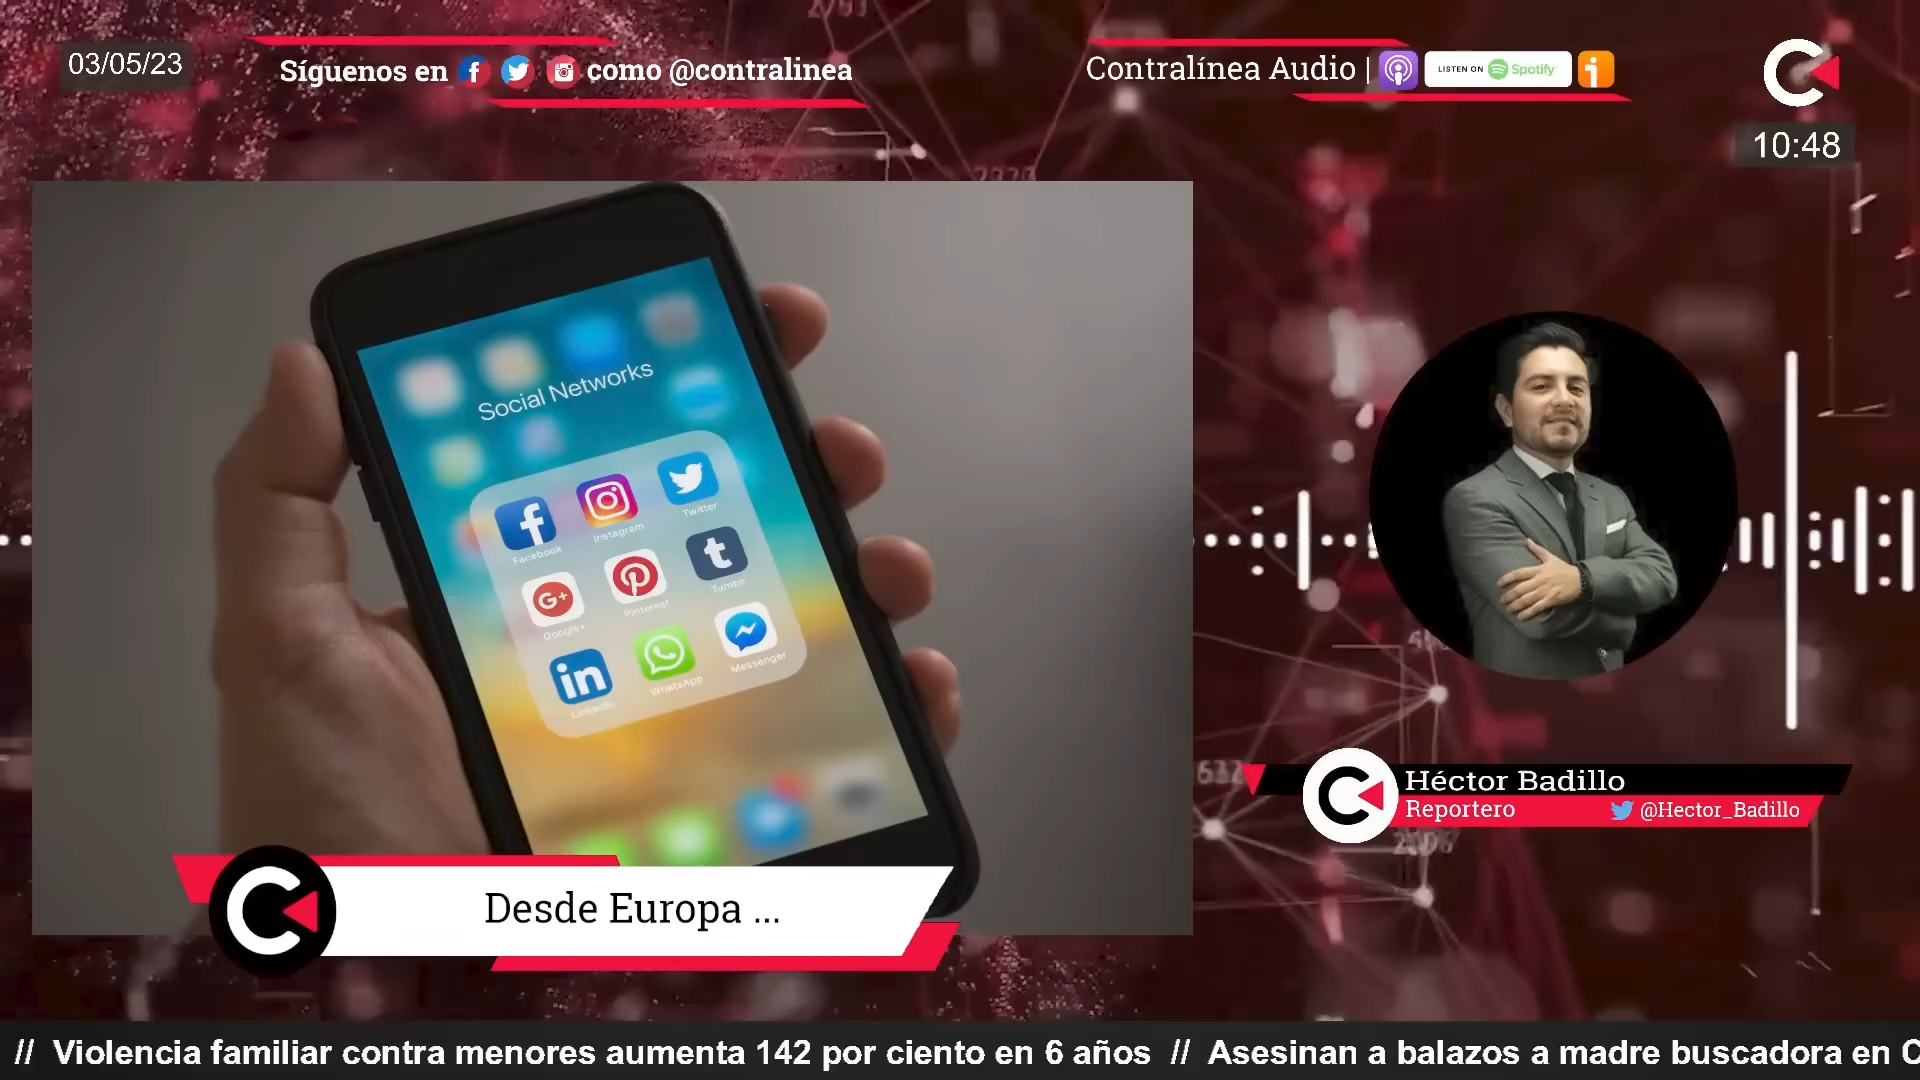 03/05/23
Síguenos en
como @contralinea
Contralínea Audio |
LISTEN ON Spotify
10:48
Social Networks
Facebook
Instagram
Twitter
Google+
Pinterest
Tumblr
LinkedIn
WhatsApp
Messenger
Héctor Badillo
Reportero
@Hector_Badillo
Desde Europa ...
// Violencia familiar contra menores aumenta 142 por ciento en 6 años // Asesinan a balazos a madre buscadora en